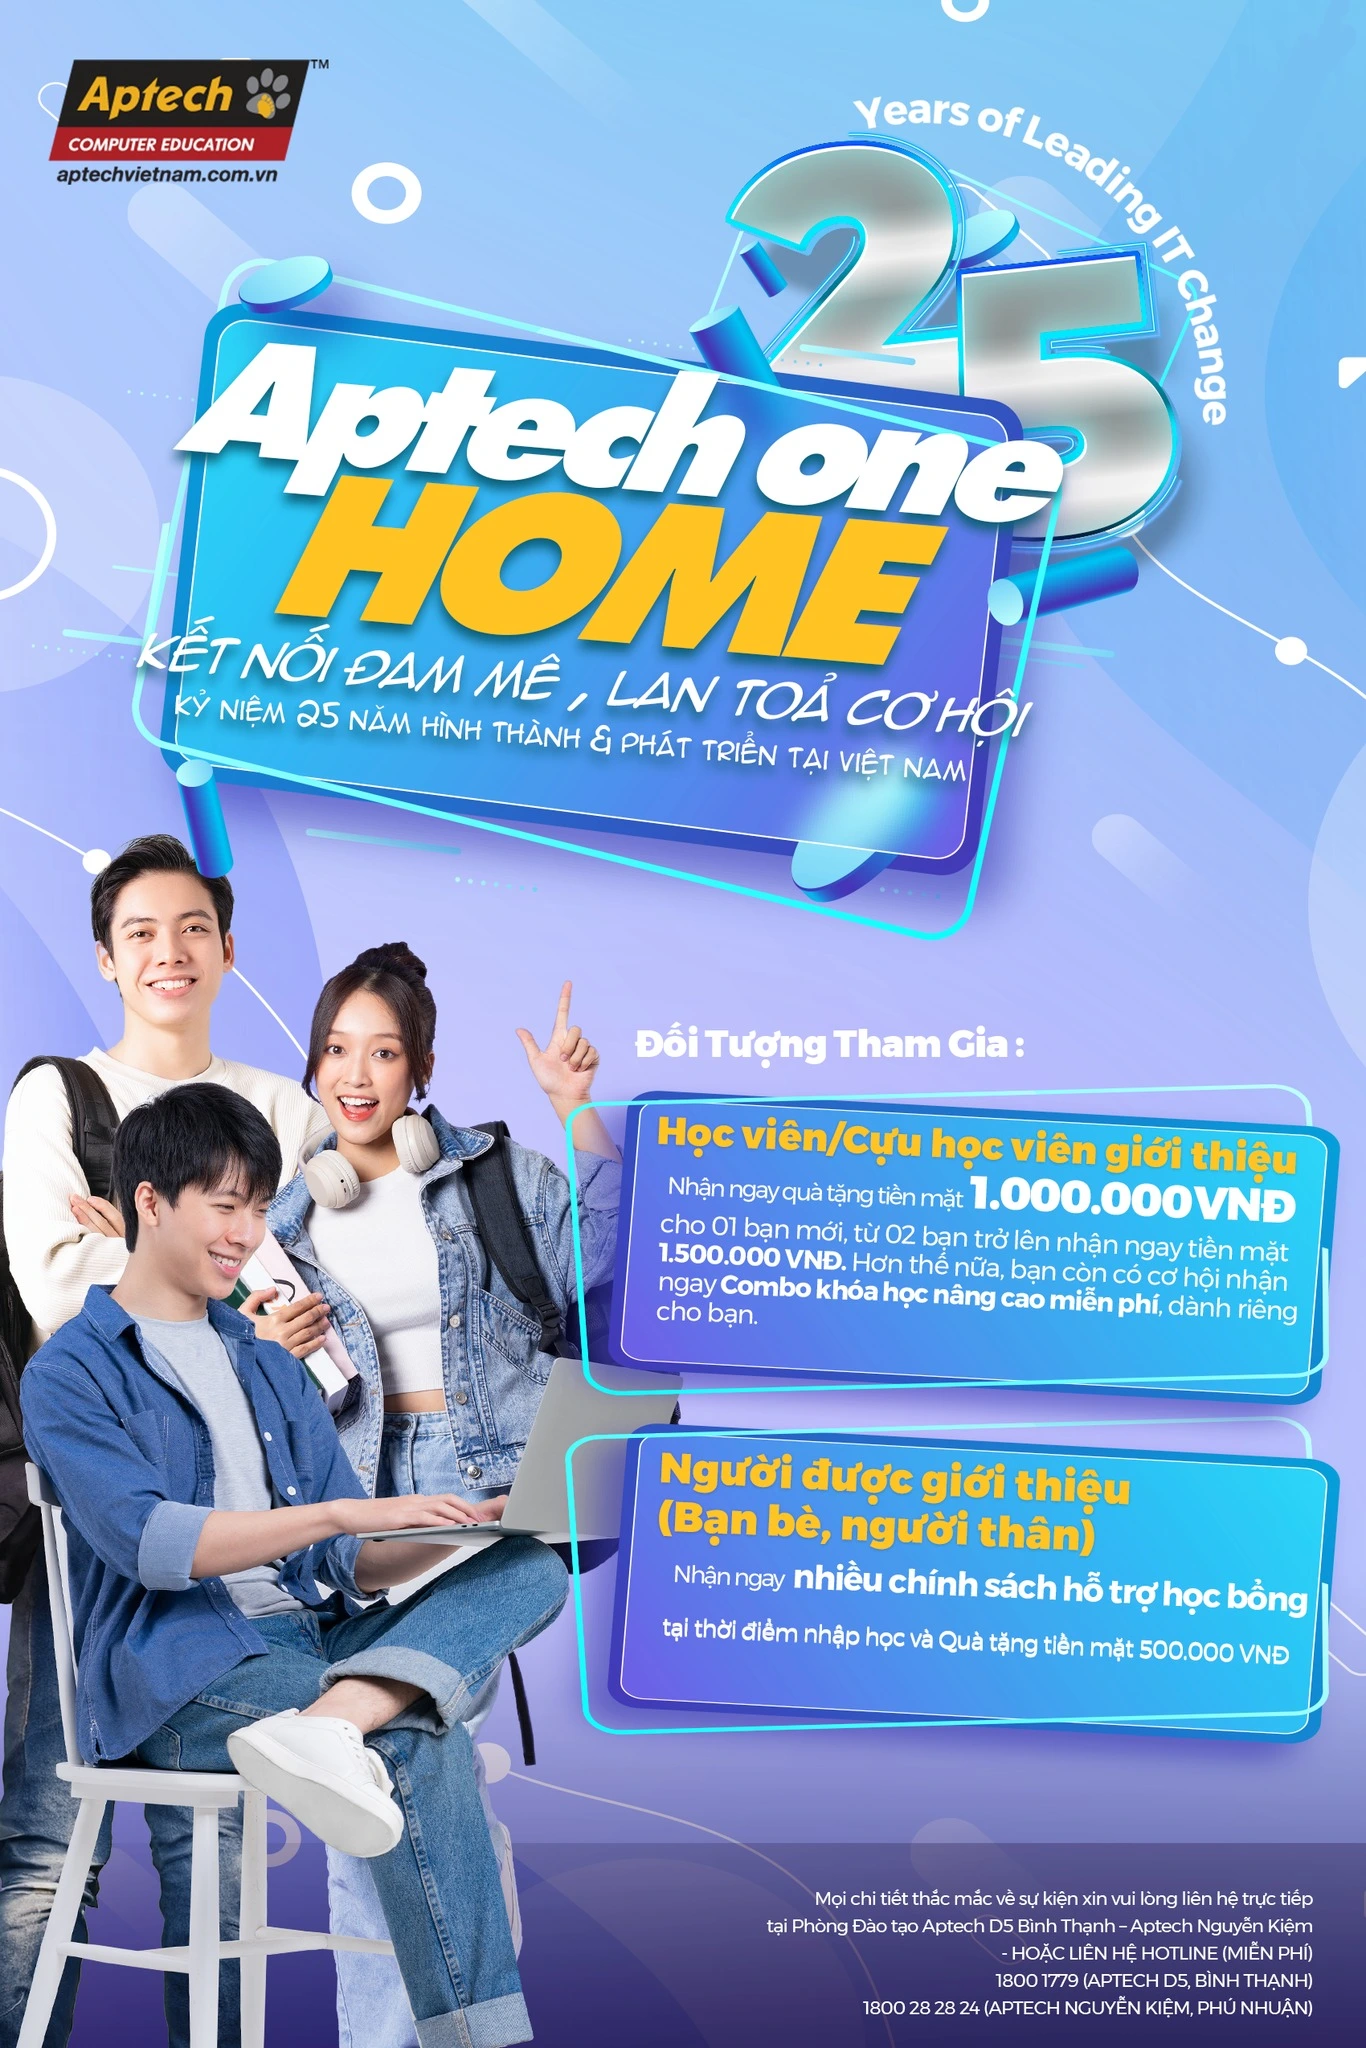 Aptech TM
COMPUTER EDUCATION
aptechvietnam.com.vn
Years of Leading IT Change
25
Aptech one
HOME
KẾT NỐI ĐAM MÊ , LAN TOẢ CƠ HỘI
KỶ NIỆM 25 NĂM HÌNH THÀNH & PHÁT TRIỂN TẠI VIỆT NAM
Đối Tượng Tham Gia :
Học viên/Cựu học viên giới thiệu
Nhận ngay quà tặng tiền mặt 1.000.000 VNĐ
cho 01 bạn mới, từ 02 bạn trở lên nhận ngay tiền mặt
1.500.000 VNĐ. Hơn thế nữa, bạn còn có cơ hội nhận
ngay Combo khóa học nâng cao miễn phí, dành riêng
cho bạn.
Người được giới thiệu
(Bạn bè, người thân)
Nhận ngay nhiều chính sách hỗ trợ học bổng
tại thời điểm nhập học và Quà tặng tiền mặt 500.000 VNĐ
Mọi chi tiết thắc mắc về sự kiện xin vui lòng liên hệ trực tiếp
tại Phòng Đào tạo Aptech D5 Bình Thạnh – Aptech Nguyễn Kiệm
- HOẶC LIÊN HỆ HOTLINE (MIỄN PHÍ)
1800 1779 (APTECH D5, BÌNH THẠNH)
1800 28 28 24 (APTECH NGUYỄN KIỆM, PHÚ NHUẬN)